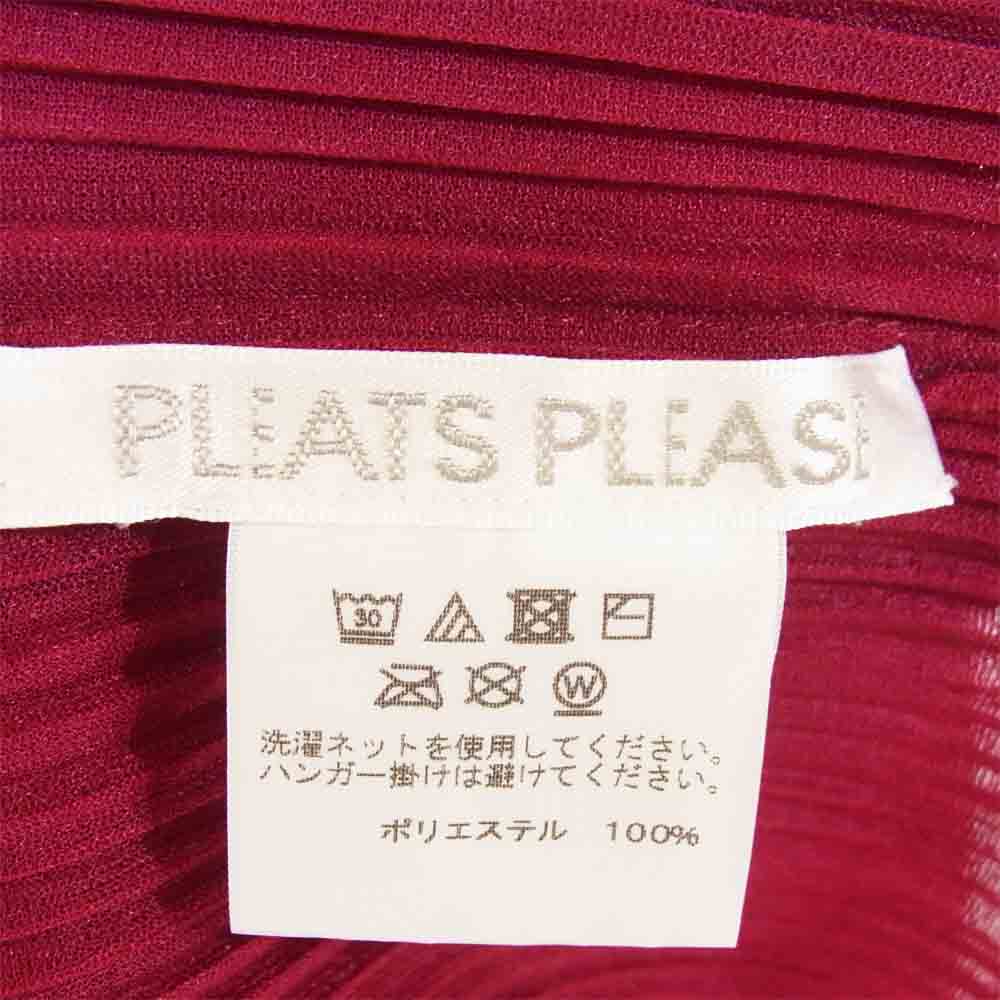 PLEATS PLEASE
30
W
洗濯ネットを使用してください。
ハンガー掛けは避けてください。
ポリエステル 100%